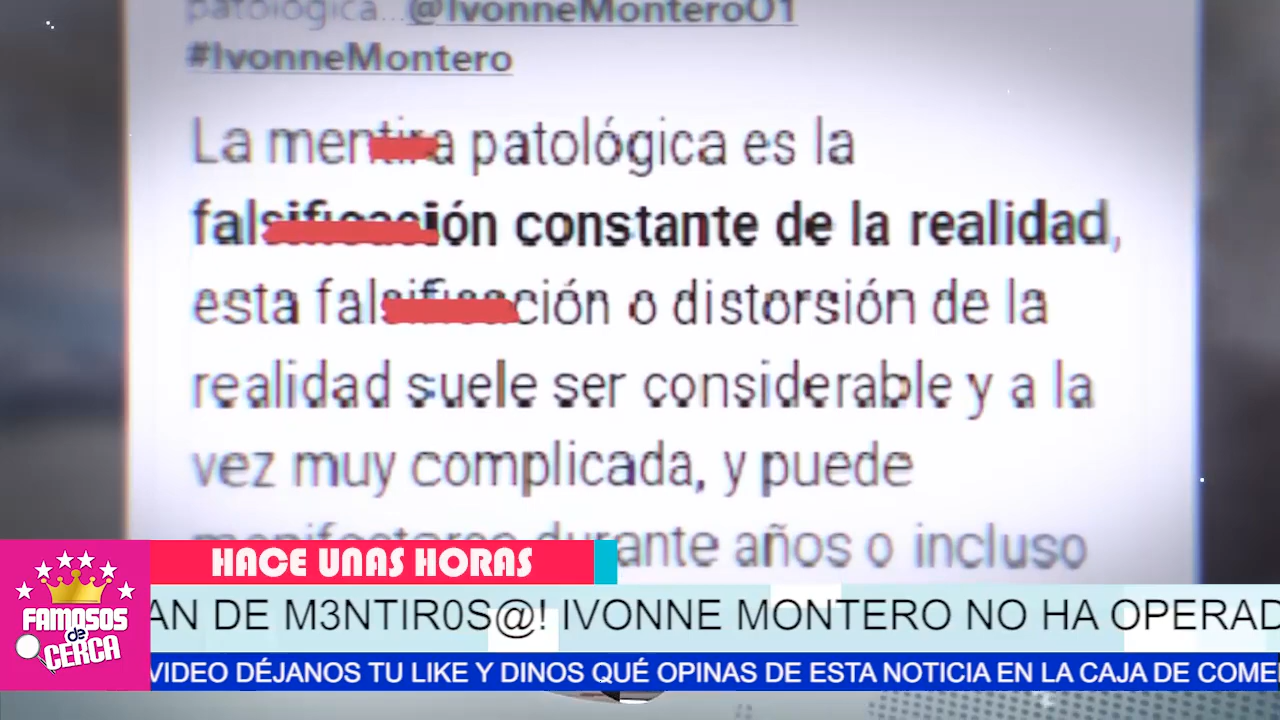 patológica...@IvonneMontero01
#IvonneMontero
La mentira patológica es la
falsificación constante de la realidad,
esta falsificación o distorsión de la
realidad suele ser considerable y a la
vez muy complicada, y puede
manifestarse durante años o incluso
HACE UNAS HORAS
FAMOSOS
de
CERCA
AN DE M3NTIR0S@! IVONNE MONTERO NO HA OPERAD
VIDEO DÉJANOS TU LIKE Y DINOS QUÉ OPINAS DE ESTA NOTICIA EN LA CAJA DE COME